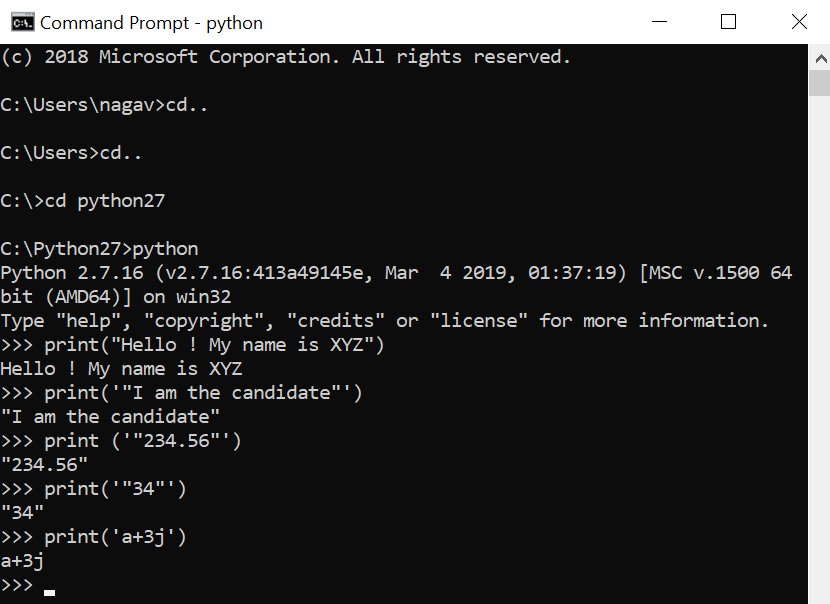 Command Prompt - python
(c) 2018 Microsoft Corporation. All rights reserved.
C:\Users\nagav>cd..
C:\Users>cd..
C:\>cd python27
C:\Python27>python
Python 2.7.16 (v2.7.16:413a49145e, Mar  4 2019, 01:37:19) [MSC v.1500 64
bit (AMD64)] on win32
Type "help", "copyright", "credits" or "license" for more information.
>>> print("Hello ! My name is XYZ")
Hello ! My name is XYZ
>>> print('"I am the candidate"')
"I am the candidate"
>>> print ('"234.56"')
"234.56"
>>> print('"34"')
"34"
>>> print('a+3j')
a+3j
>>>